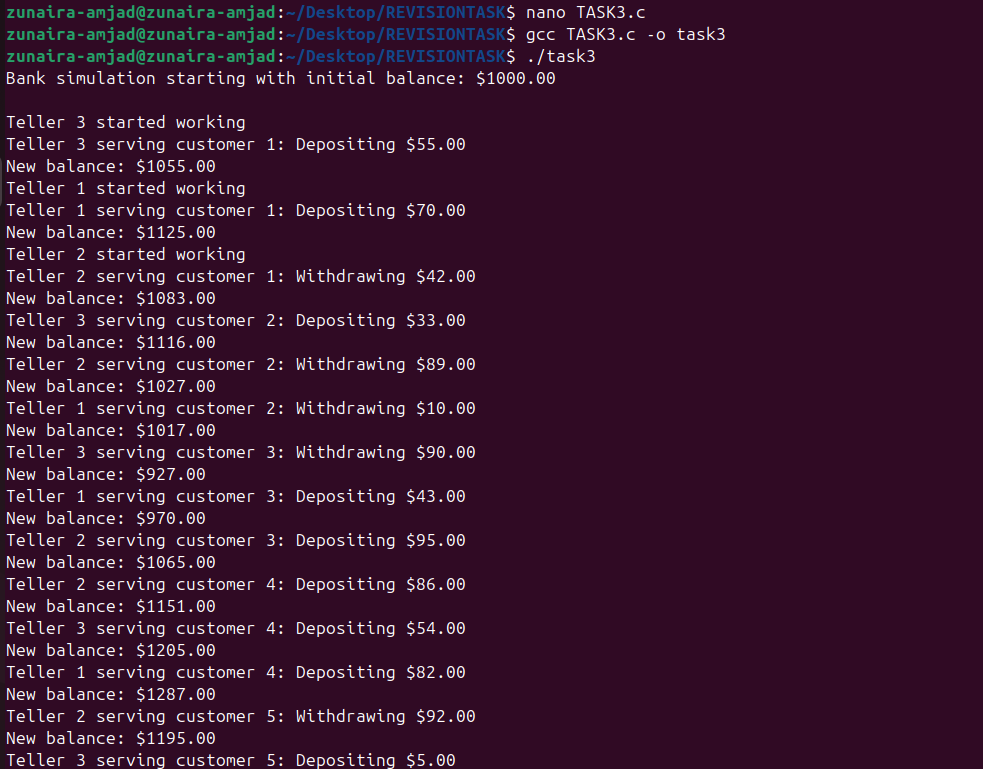 zunaira-amjad@zunaira-amjad:~/Desktop/REVISIONTASK$ nano TASK3.c
zunaira-amjad@zunaira-amjad:~/Desktop/REVISIONTASK$ gcc TASK3.c -o task3
zunaira-amjad@zunaira-amjad:~/Desktop/REVISIONTASK$ ./task3
Bank simulation starting with initial balance: $1000.00

Teller 3 started working
Teller 3 serving customer 1: Depositing $55.00
New balance: $1055.00
Teller 1 started working
Teller 1 serving customer 1: Depositing $70.00
New balance: $1125.00
Teller 2 started working
Teller 2 serving customer 1: Withdrawing $42.00
New balance: $1083.00
Teller 3 serving customer 2: Depositing $33.00
New balance: $1116.00
Teller 2 serving customer 2: Withdrawing $89.00
New balance: $1027.00
Teller 1 serving customer 2: Withdrawing $10.00
New balance: $1017.00
Teller 3 serving customer 3: Withdrawing $90.00
New balance: $927.00
Teller 1 serving customer 3: Depositing $43.00
New balance: $970.00
Teller 2 serving customer 3: Depositing $95.00
New balance: $1065.00
Teller 2 serving customer 4: Depositing $86.00
New balance: $1151.00
Teller 3 serving customer 4: Depositing $54.00
New balance: $1205.00
Teller 1 serving customer 4: Depositing $82.00
New balance: $1287.00
Teller 2 serving customer 5: Withdrawing $92.00
New balance: $1195.00
Teller 3 serving customer 5: Depositing $5.00